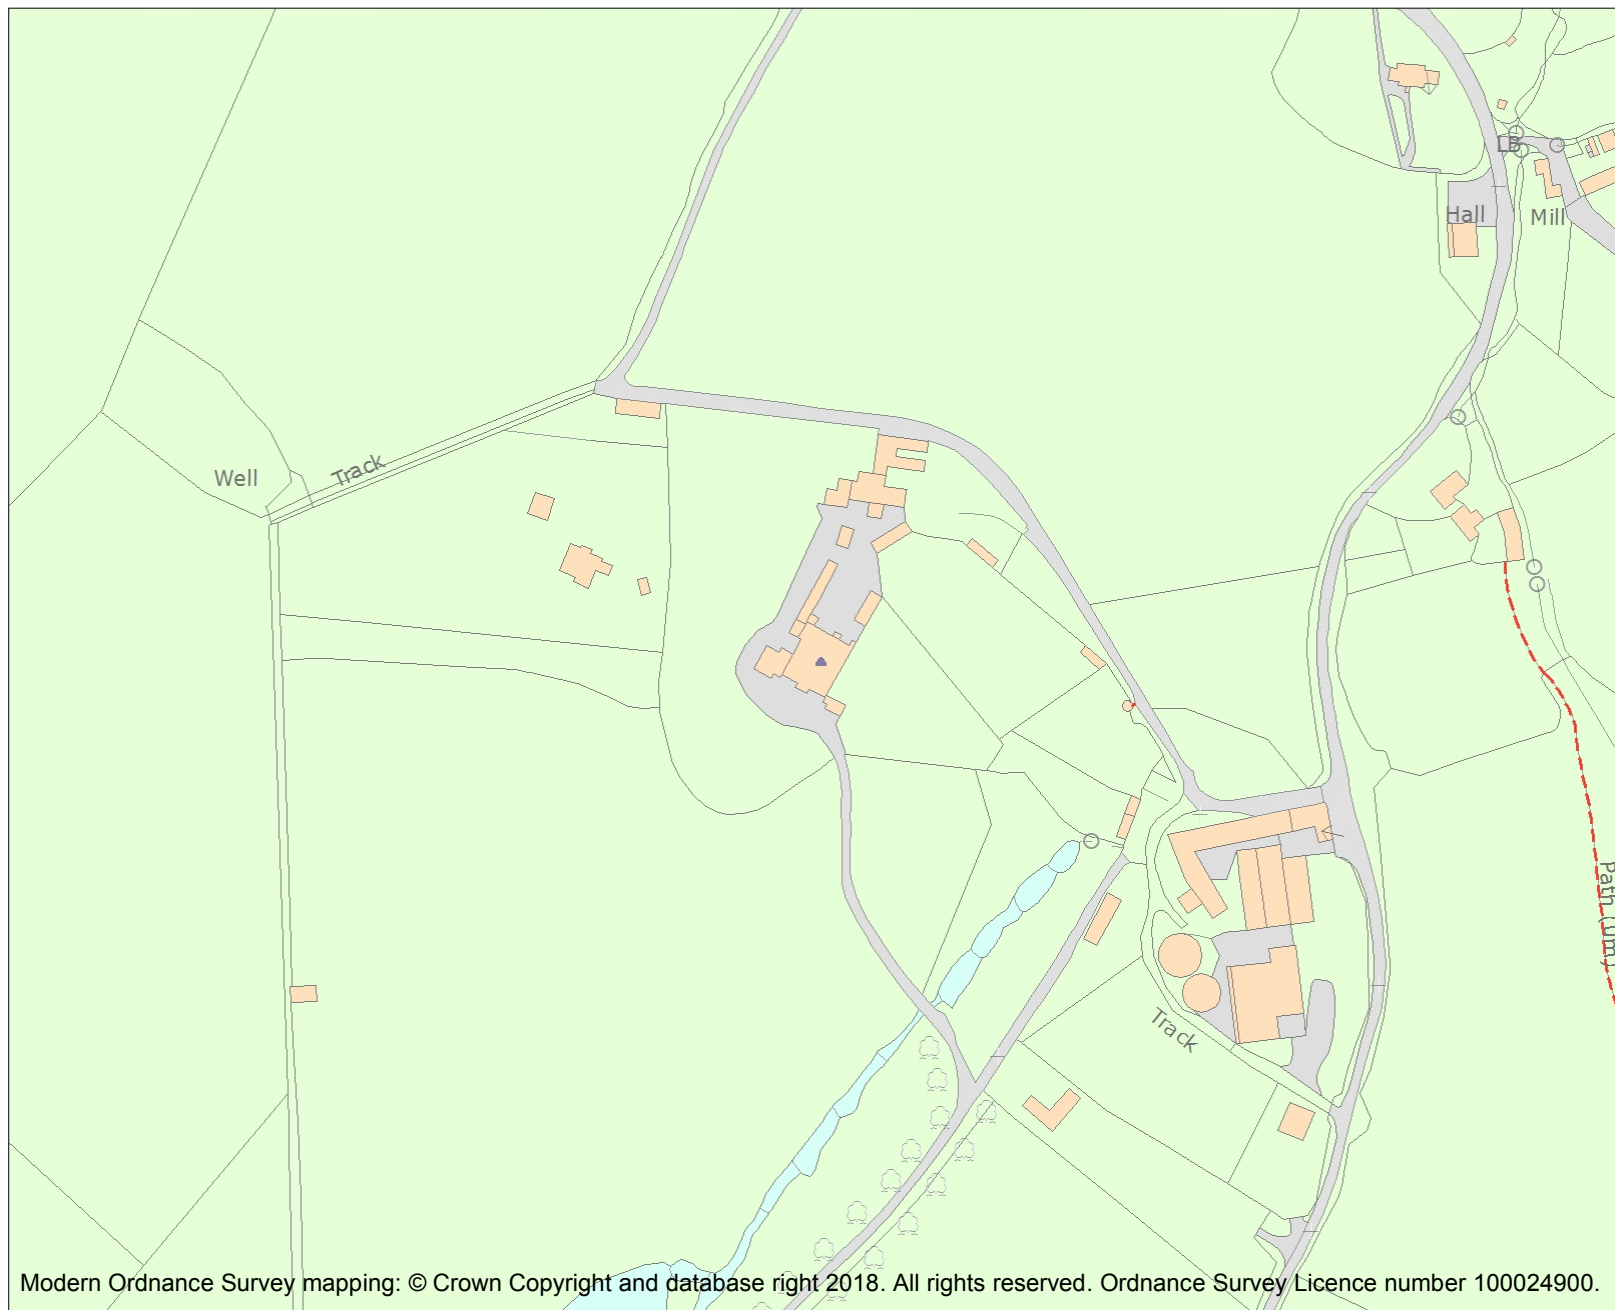 LB
Hall
Mill
Well
Track
Path (um)
Track
Modern Ordnance Survey mapping: © Crown Copyright and database right 2018. All rights reserved. Ordnance Survey Licence number 100024900.